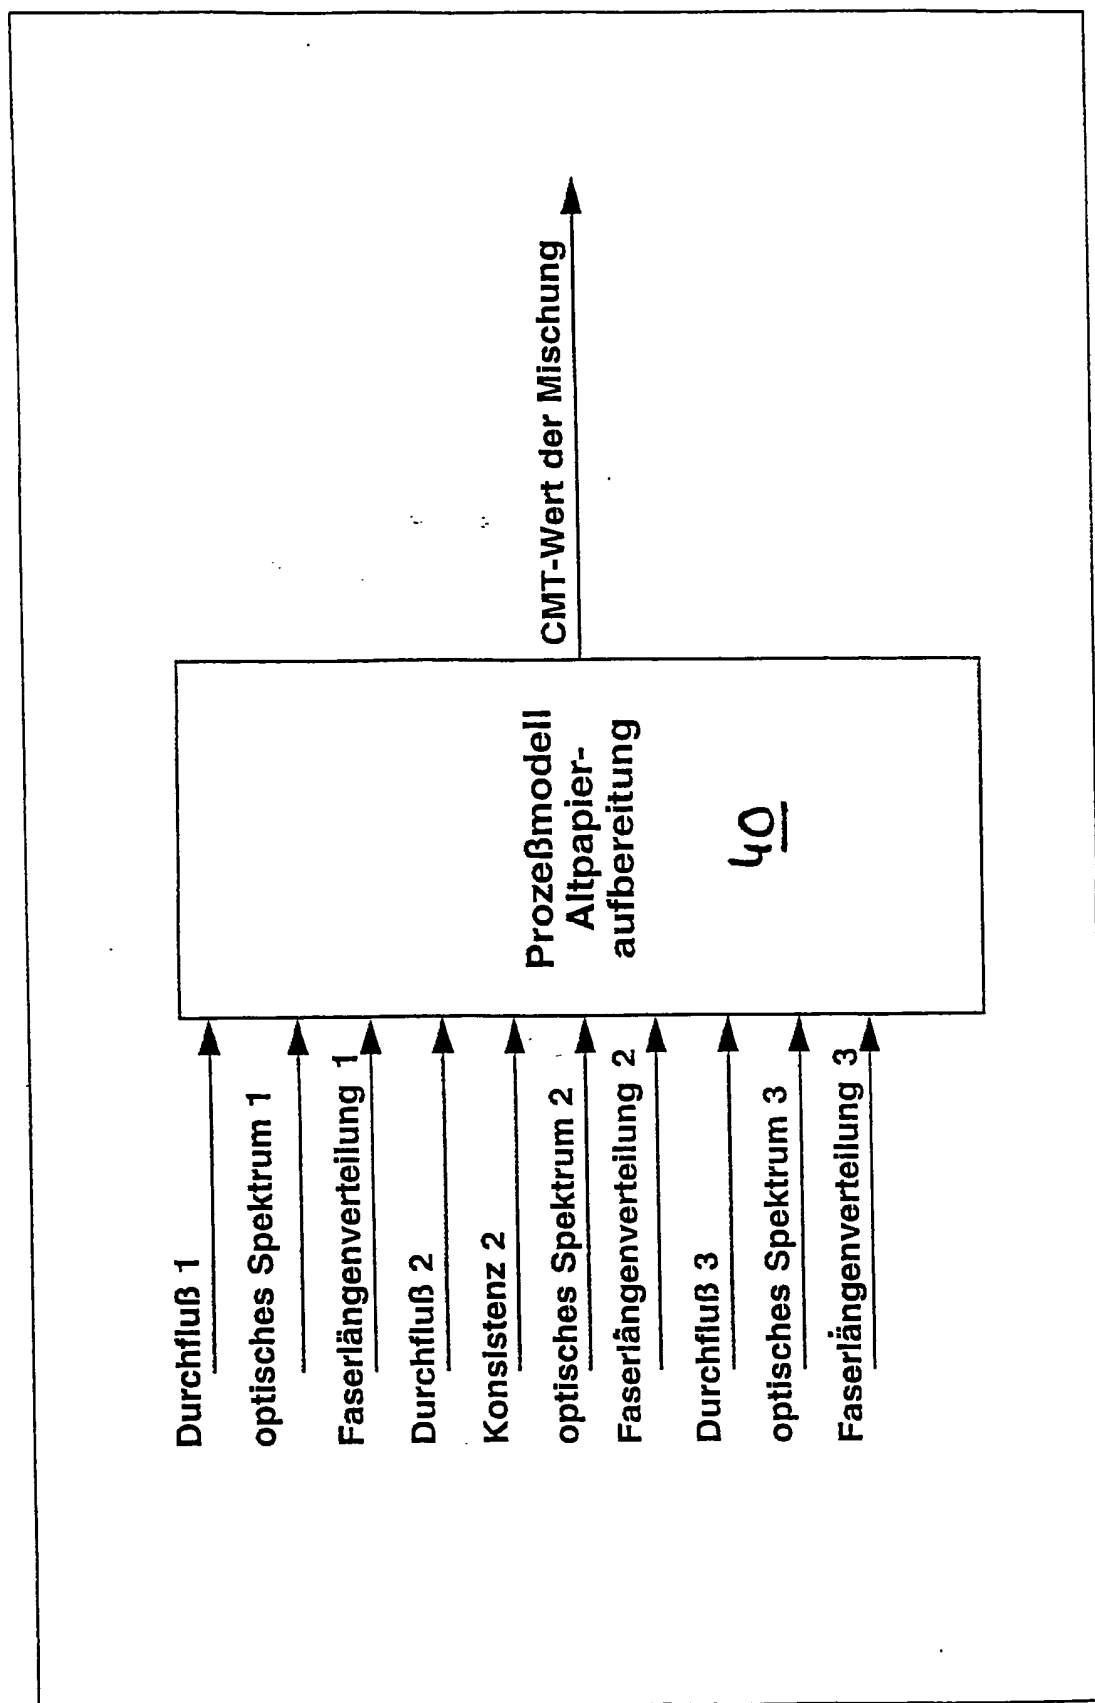 Durchfluß 1
optisches Spektrum 1
Faserlängenverteilung 1
Durchfluß 2
Konsistenz 2
optisches Spektrum 2
Faserlängenverteilung 2
Durchfluß 3
optisches Spektrum 3
Faserlängenverteilung 3
Prozeßmodell
Altpapier-
aufbereitung
40
CMT-Wert der Mischung